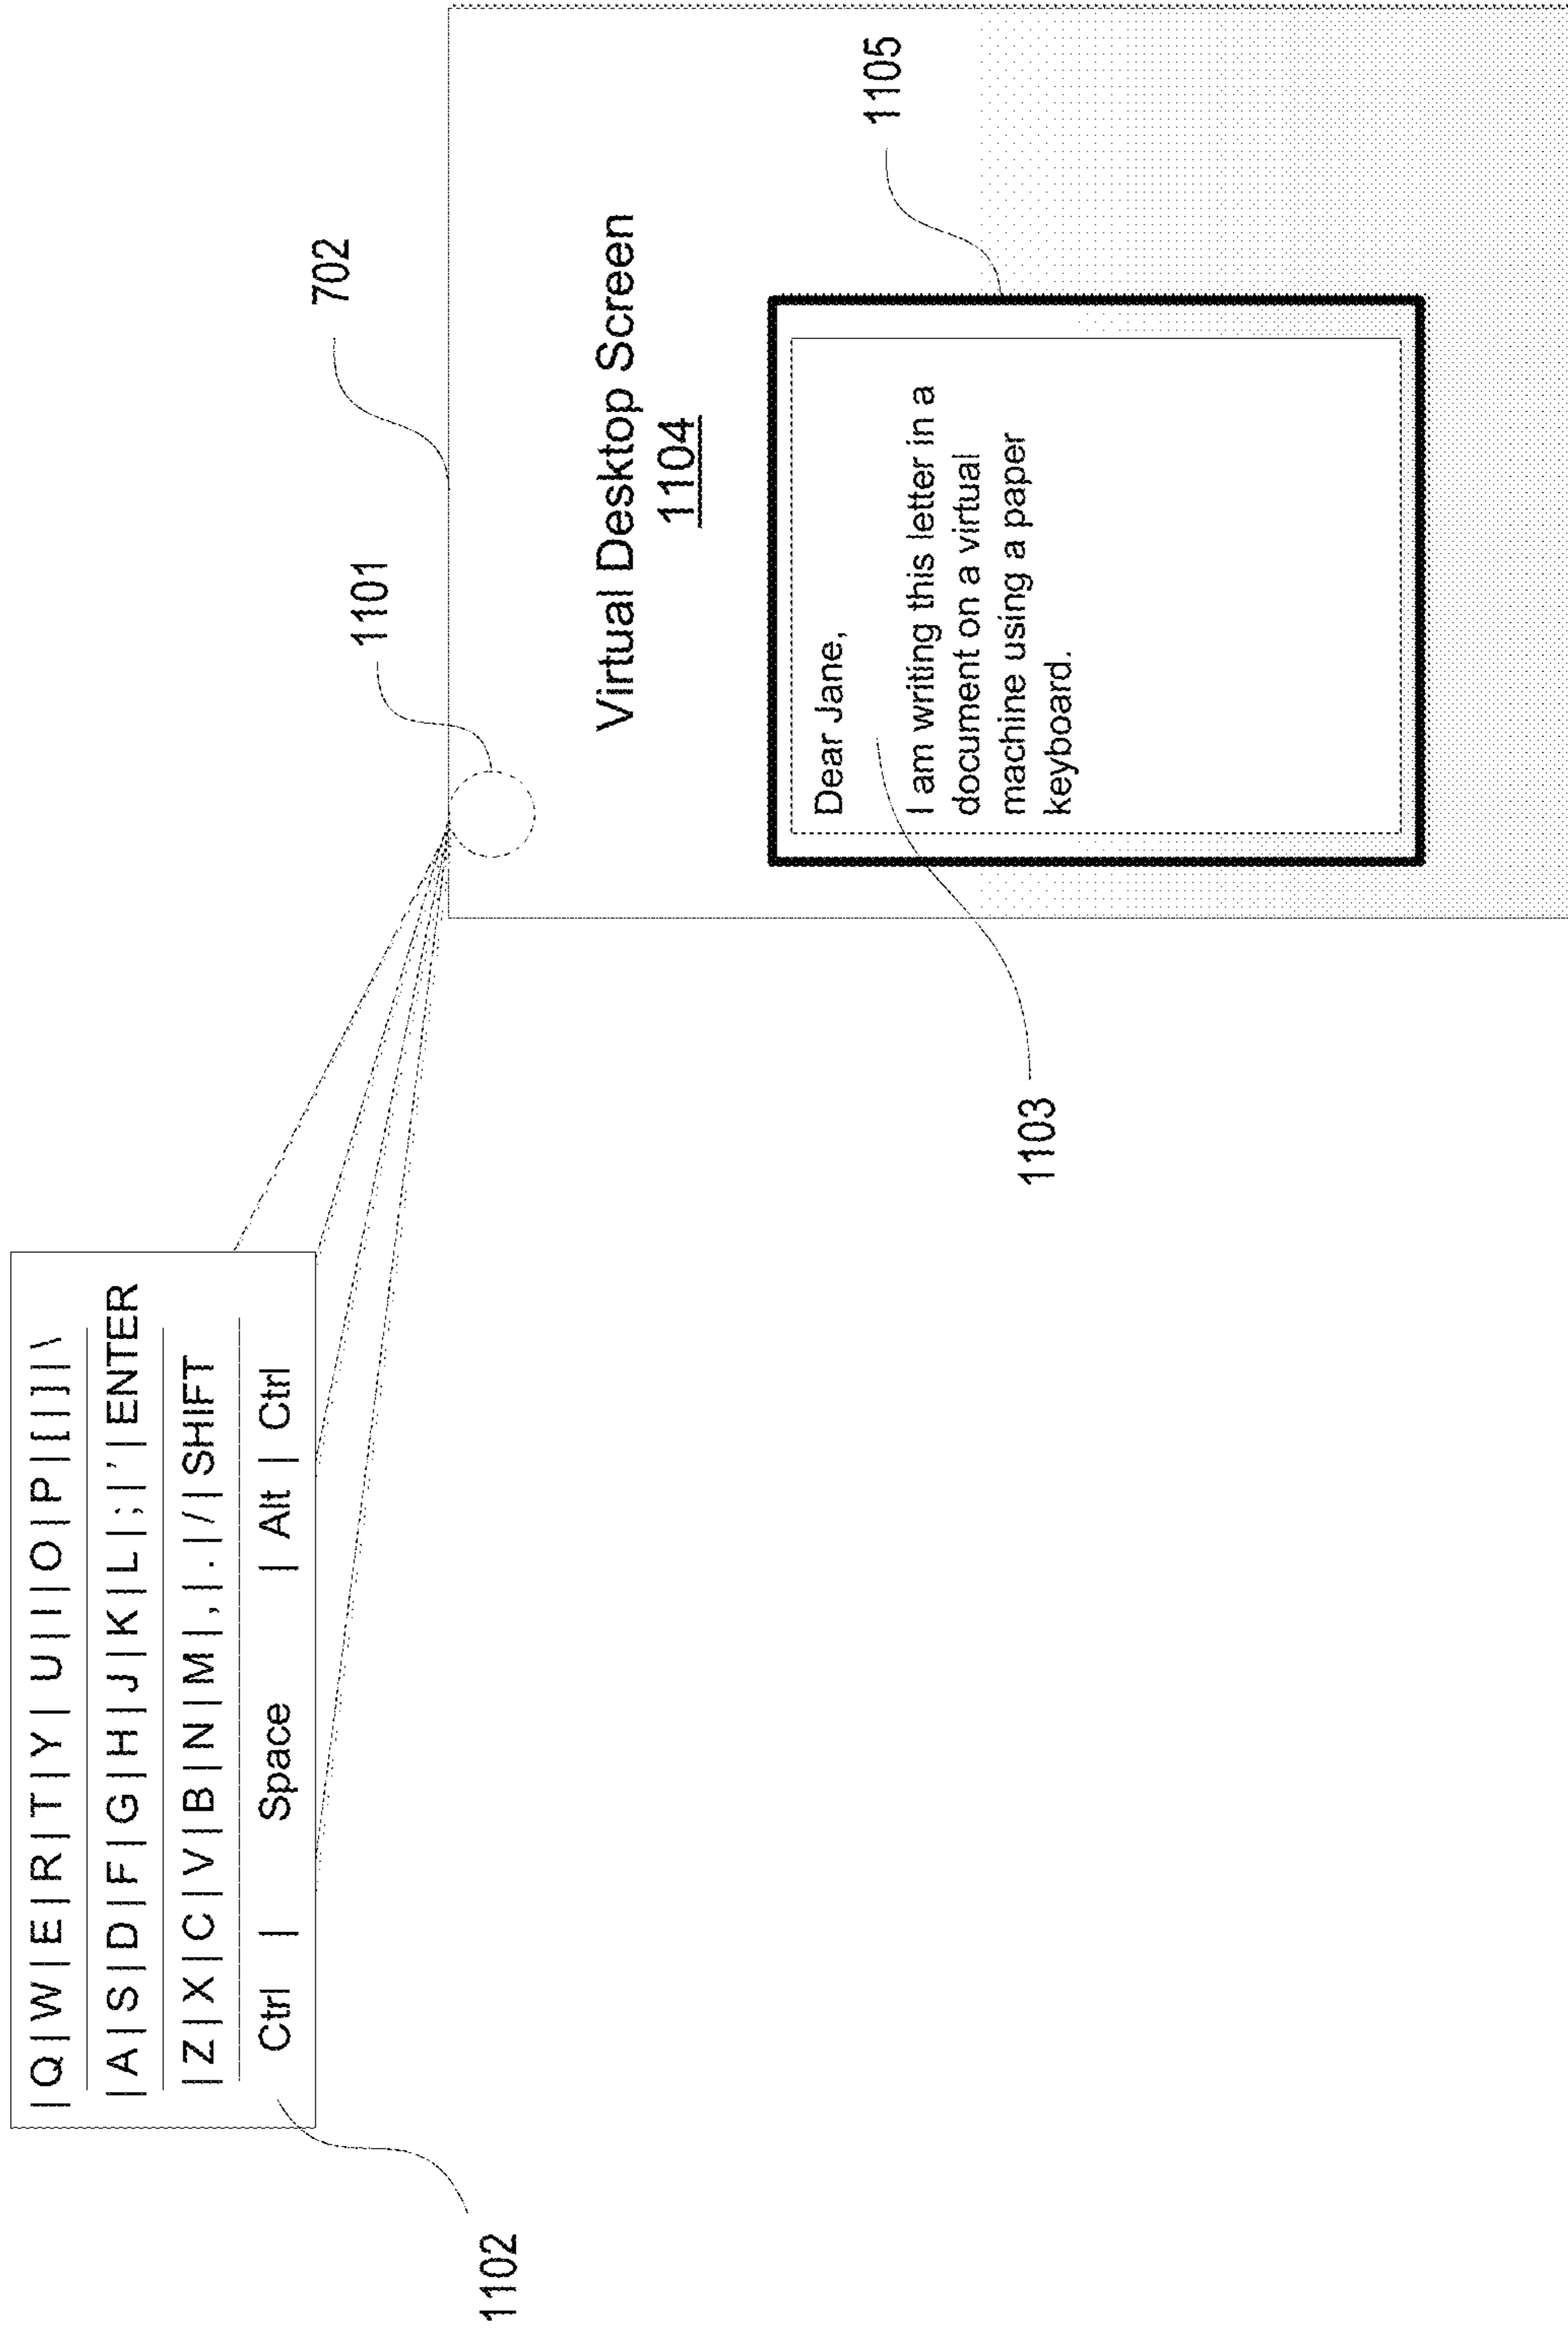 |Q|W|E|R|T|Y| U|I|O|P|[|]|\
|A|S|D|F|G|H|J|K|L|;|'|ENTER
|Z|X|C|V|B|N|M|,|.|/|SHIFT
Ctrl | Space | Alt | Ctrl
1102
702
1101
Virtual Desktop Screen
1104
1105
Dear Jane,
I am writing this letter in a
document on a virtual
machine using a paper
keyboard.
1103